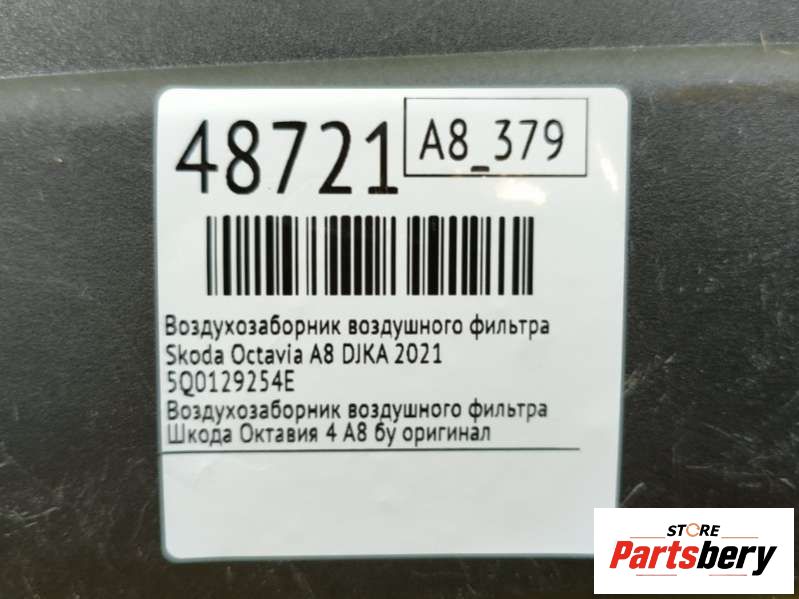 48721
A8_379
Воздухозаборник воздушного фильтра
Skoda Octavia A8 DJKA 2021
5Q0129254E
Воздухозаборник воздушного фильтра
Шкода Октавия 4 А8 бу оригинал
STORE
Partsbery